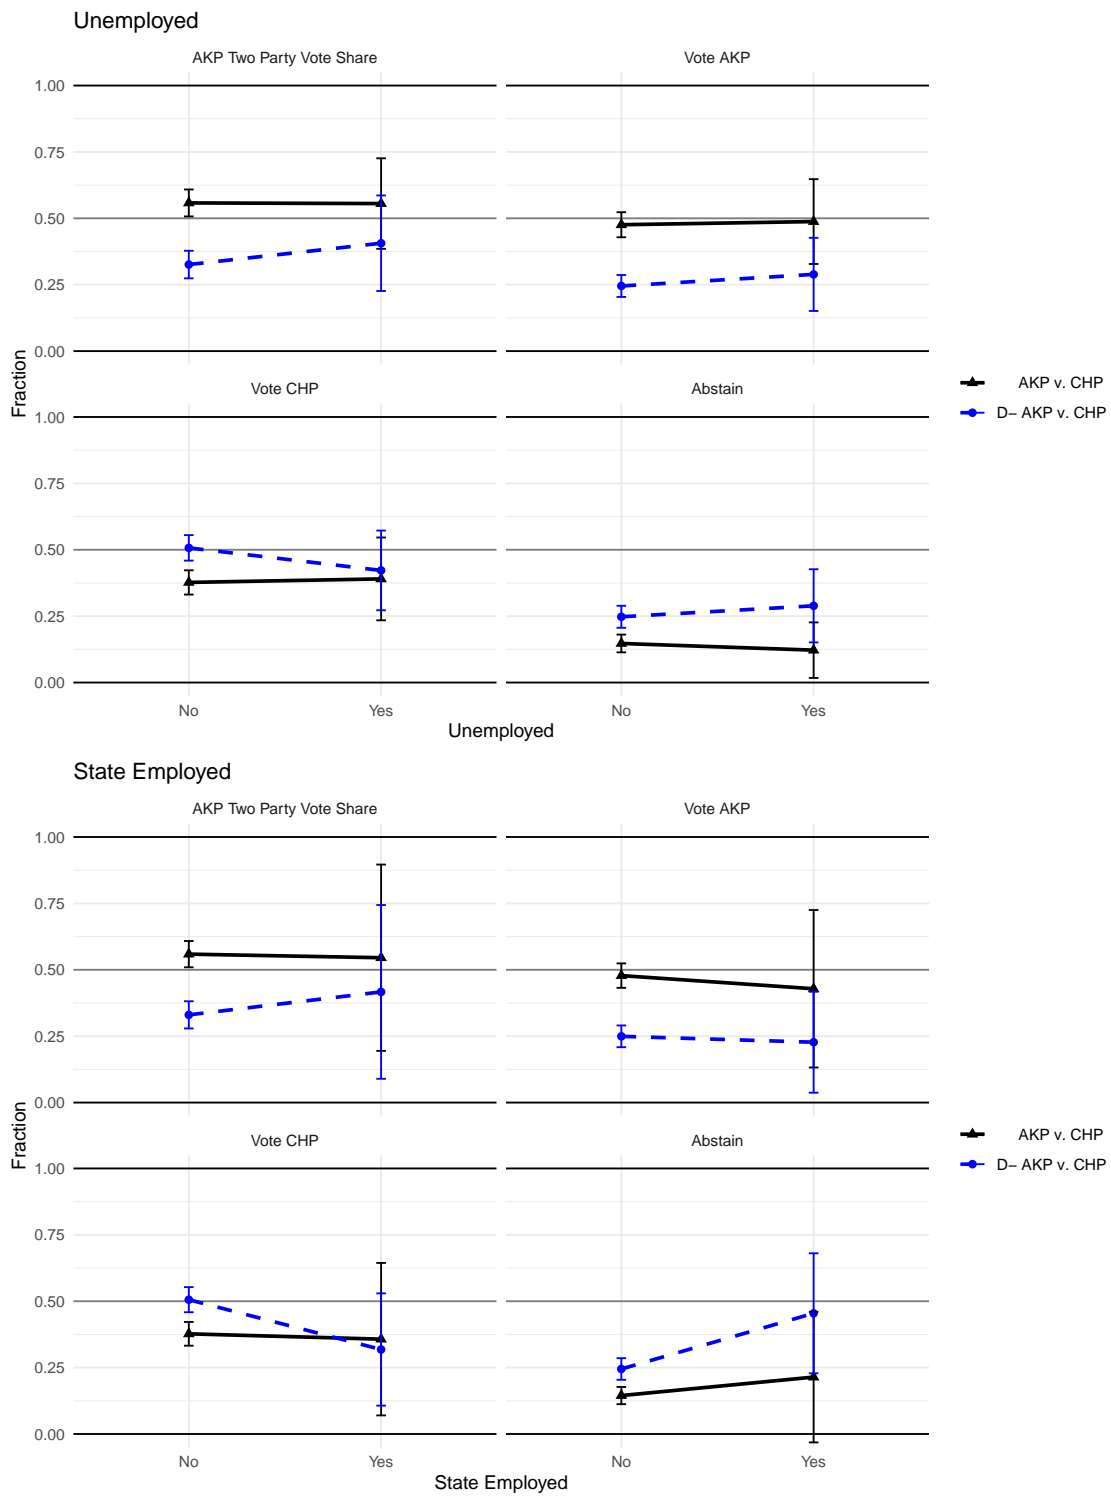 Unemployed
AKP Two Party Vote Share
Vote AKP
1.00
0.75
0.50
0.25
0.00
Vote CHP
Abstain
1.00
0.75
0.50
0.25
0.00
No
Yes
No
Yes
Unemployed
Fraction
AKP v. CHP
D– AKP v. CHP
State Employed
AKP Two Party Vote Share
Vote AKP
1.00
0.75
0.50
0.25
0.00
Vote CHP
Abstain
1.00
0.75
0.50
0.25
0.00
No
Yes
No
Yes
State Employed
Fraction
AKP v. CHP
D– AKP v. CHP